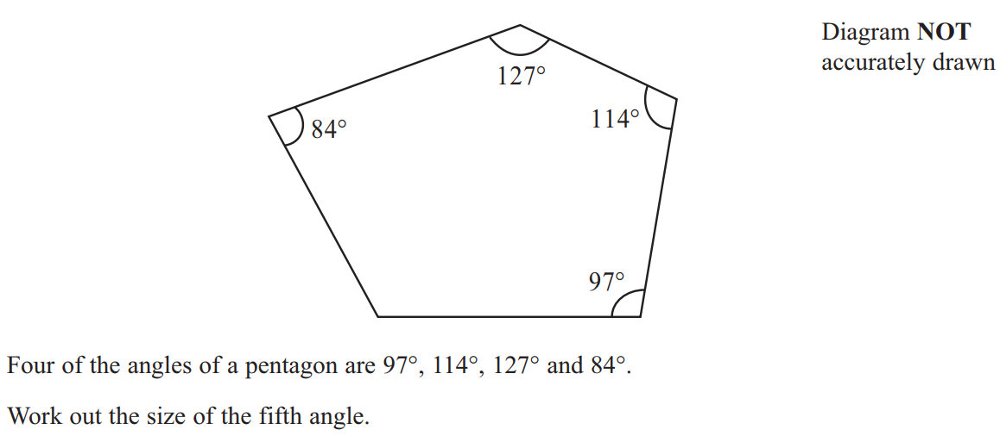 Diagram NOT
accurately drawn
127°
114°
84°
97°
Four of the angles of a pentagon are 97°, 114°, 127° and 84°.
Work out the size of the fifth angle.